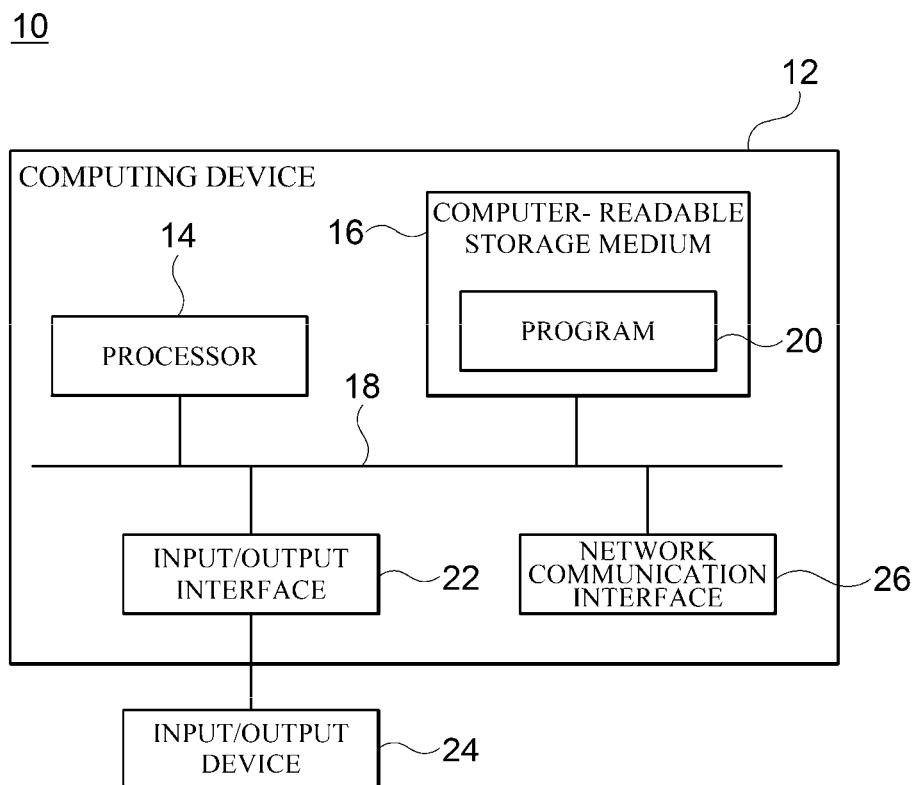 10
12
COMPUTING DEVICE
COMPUTER- READABLE
STORAGE MEDIUM
16
14
PROGRAM
20
PROCESSOR
18
INPUT/OUTPUT
INTERFACE
22
NETWORK
COMMUNICATION
INTERFACE
26
INPUT/OUTPUT
DEVICE
24